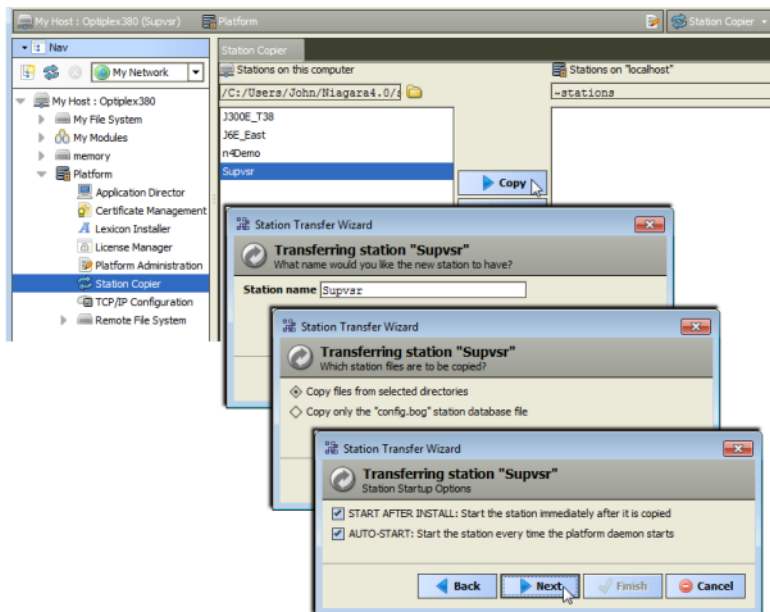 My Host : Optiplex380 (Supvsr)
Platform
Station Copier
Nav
My Network
My Host : Optiplex380
My File System
My Modules
memory
Platform
Application Director
Certificate Management
Lexicon Installer
License Manager
Platform Administration
Station Copier
TCP/IP Configuration
Remote File System
Station Copier
Stations on this computer
/C:/Users/John/Niagara4.0/s
J300E_T38
J6E_East
n4Demo
Supvsr
Copy
Stations on "localhost"
~stations
Station Transfer Wizard
Transferring station "Supvsr"
What name would you like the new station to have?
Station name Supvsr
Station Transfer Wizard
Transferring station "Supvsr"
Which station files are to be copied?
Copy files from selected directories
Copy only the "config.bog" station database file
Station Transfer Wizard
Transferring station "Supvsr"
Station Startup Options
START AFTER INSTALL: Start the station immediately after it is copied
AUTO-START: Start the station every time the platform daemon starts
Back
Next
Finish
Cancel